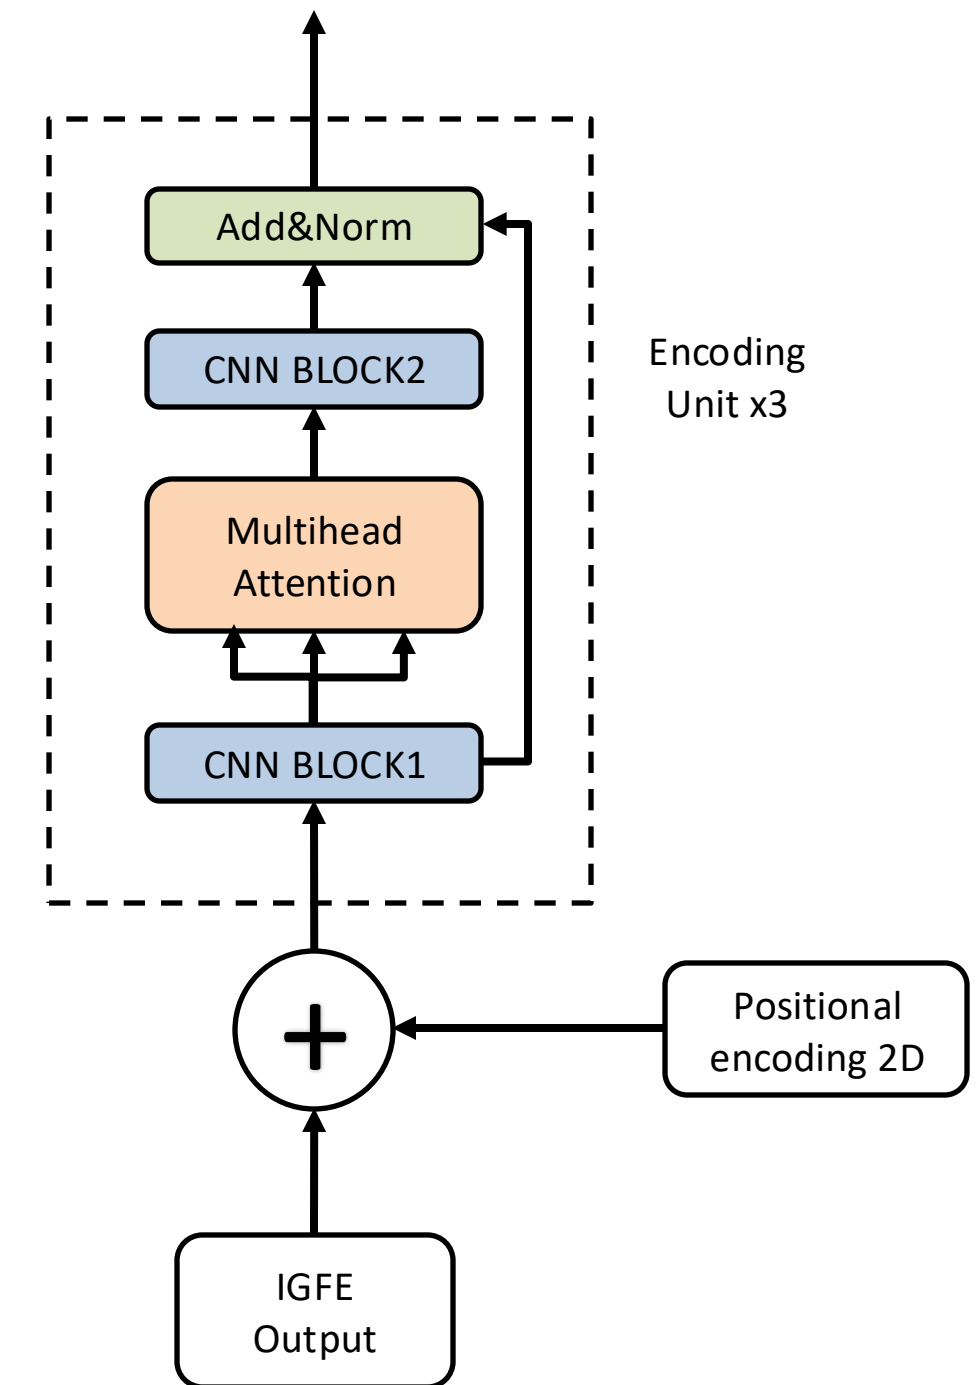 Add&Norm
CNN BLOCK2
Encoding
Unit x3
Multihead
Attention
CNN BLOCK1
+
Positional
encoding 2D
IGFE
Output